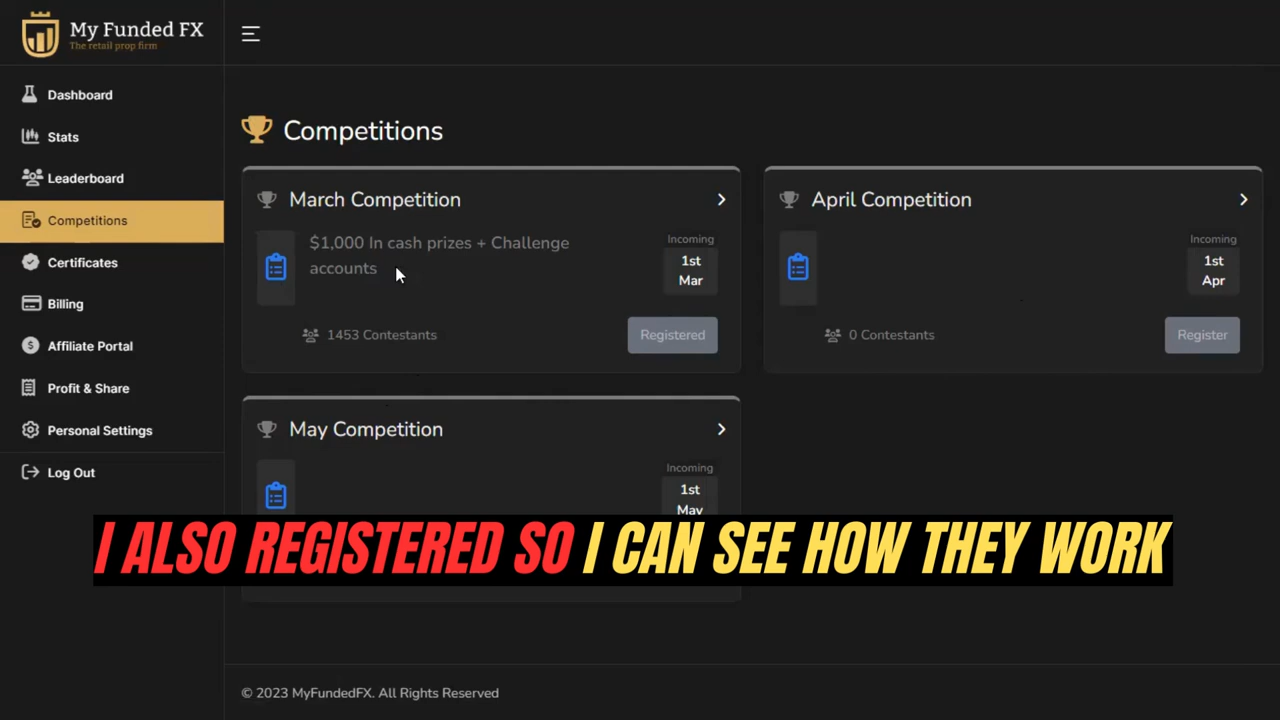 My Funded FX
The retail prop firm
Dashboard
Stats
Leaderboard
Competitions
Certificates
Billing
Affiliate Portal
Profit & Share
Personal Settings
Log Out
Competitions
March Competition
$1,000 In cash prizes + Challenge
accounts
Incoming
1st
Mar
1453 Contestants
Registered
April Competition
Incoming
1st
Apr
0 Contestants
Register
May Competition
Incoming
1st
May
I ALSO REGISTERED SO I CAN SEE HOW THEY WORK
© 2023 MyFundedFX. All Rights Reserved